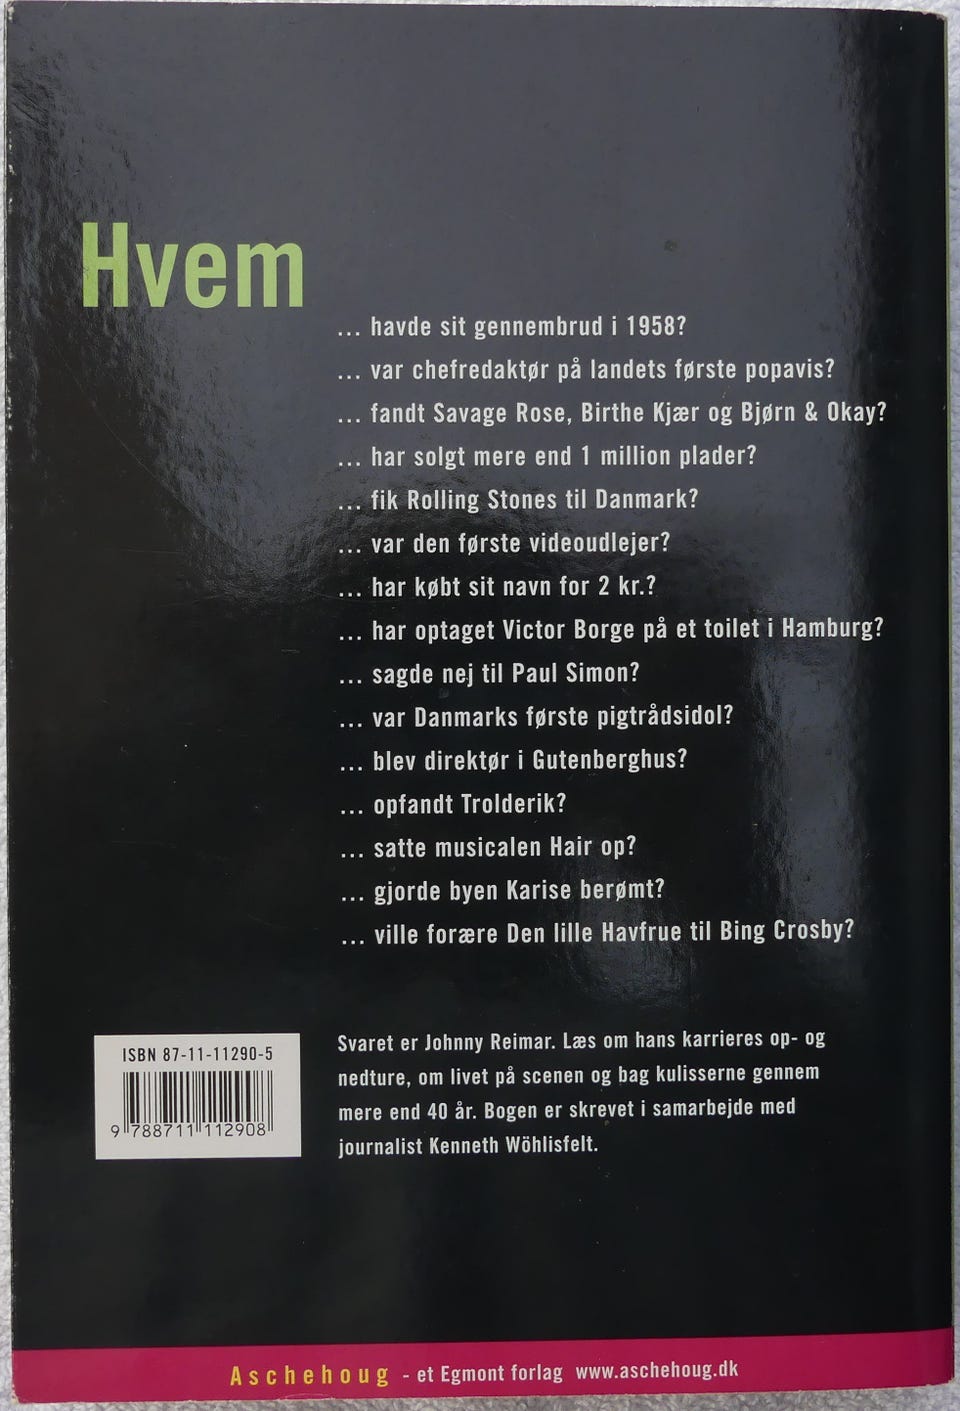 Hvem
... havde sit gennembrud i 1958?
... var chefredaktør på landets første popavis?
... fandt Savage Rose, Birthe Kjær og Bjørn & Okay?
... har solgt mere end 1 million plader?
... fik Rolling Stones til Danmark?
... var den første videoudlejer?
... har købt sit navn for 2 kr.?
... har optaget Victor Borge på et toilet i Hamburg?
... sagde nej til Paul Simon?
... var Danmarks første pigtrådsidol?
... blev direktør i Gutenberghus?
... opfandt Trolderik?
... satte musicalen Hair op?
... gjorde byen Karise berømt?
... ville forære Den lille Havfrue til Bing Crosby?
Svaret er Johnny Reimar. Læs om hans karrieres op- og
nedture, om livet på scenen og bag kulisserne gennem
mere end 40 år. Bogen er skrevet i samarbejde med
journalist Kenneth Wöhlisfelt.
ISBN 87-11-11290-5
9 788711 112908
Aschehoug - et Egmont forlag www.aschehoug.dk